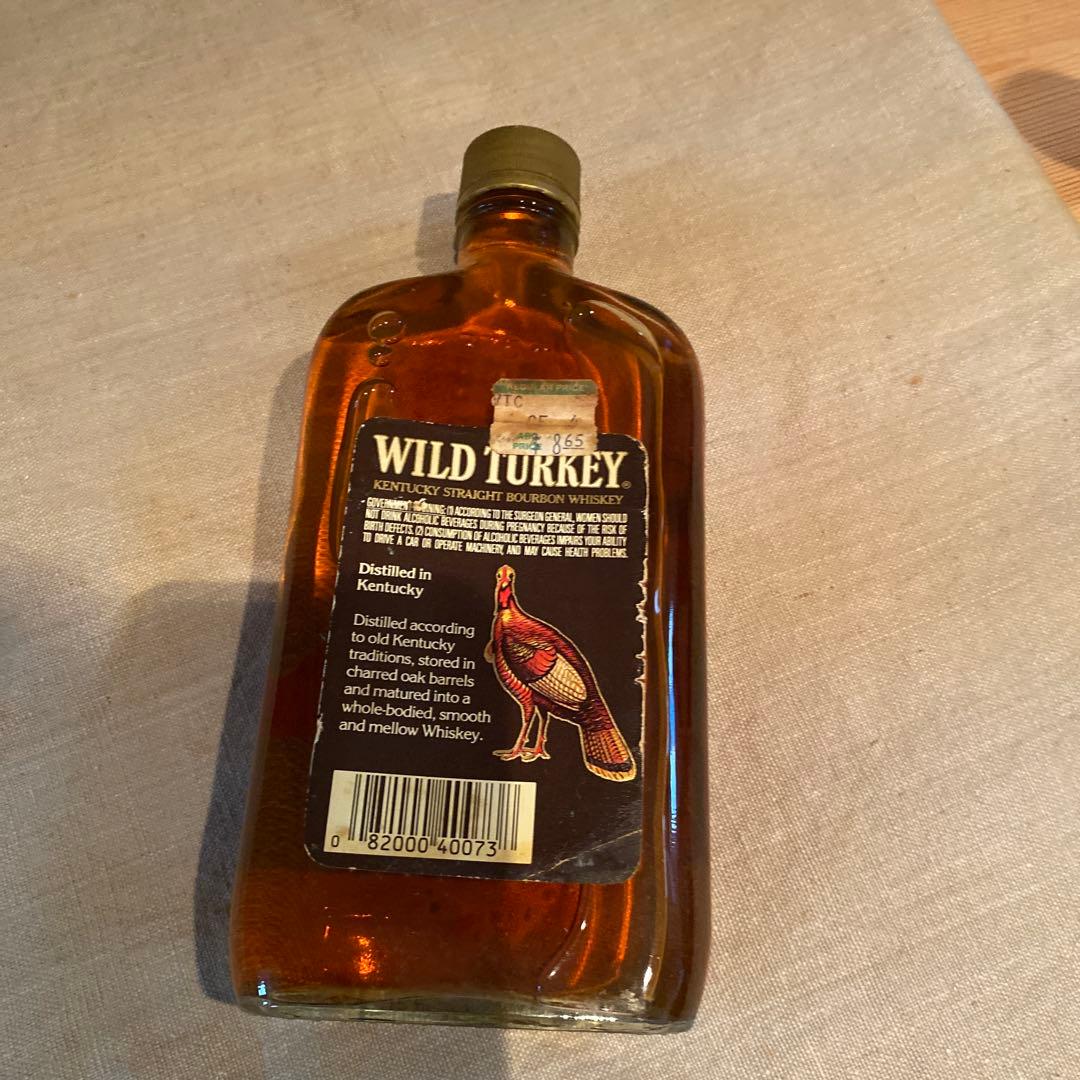 REGULAR PRICE
ABC
PRICE $ 8 65
WILD TURKEY®
KENTUCKY STRAIGHT BOURBON WHISKEY
GOVERNMENT WARNING: (1) ACCORDING TO THE SURGEON GENERAL, WOMEN SHOULD
NOT DRINK ALCOHOLIC BEVERAGES DURING PREGNANCY BECAUSE OF THE RISK OF
BIRTH DEFECTS. (2) CONSUMPTION OF ALCOHOLIC BEVERAGES IMPAIRS YOUR ABILITY
TO DRIVE A CAR OR OPERATE MACHINERY, AND MAY CAUSE HEALTH PROBLEMS.
Distilled in
Kentucky
Distilled according
to old Kentucky
traditions, stored in
charred oak barrels
and matured into a
whole-bodied, smooth
and mellow Whiskey.
0 82000 40073